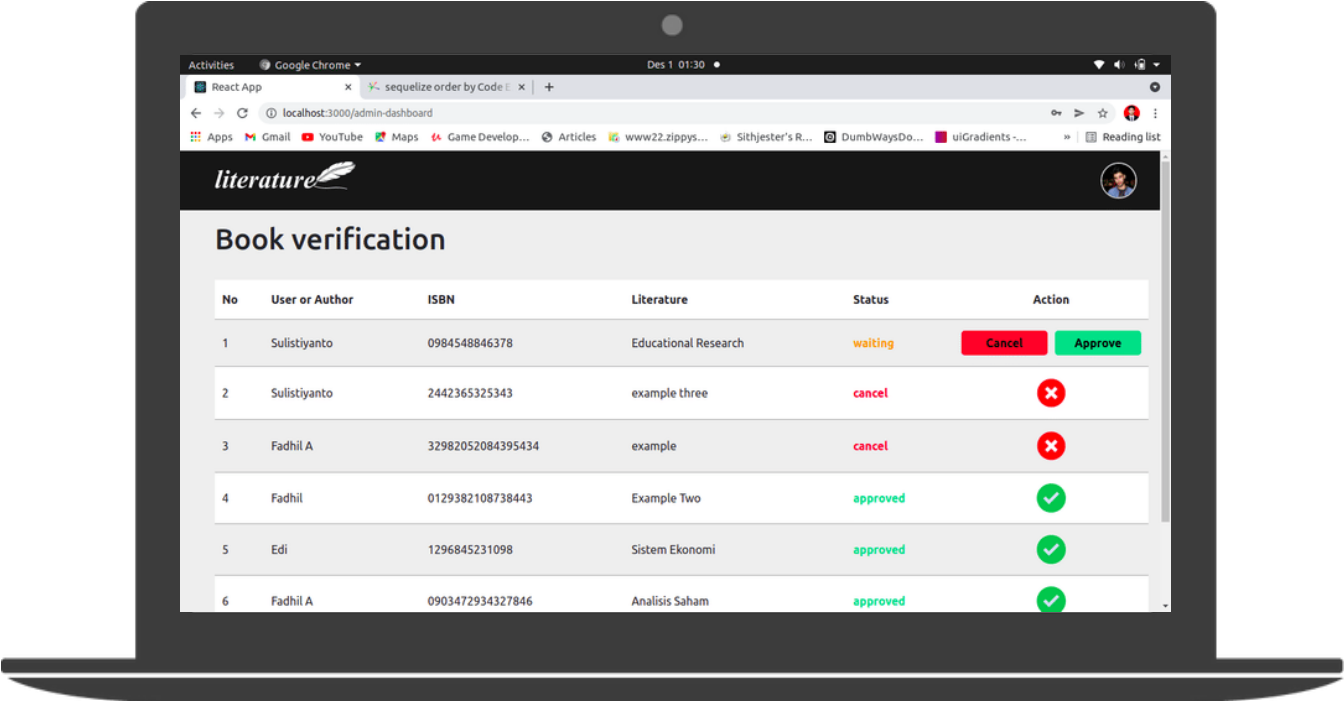 Activities Google Chrome Des 1 01:30
React App sequelize order by Code E
localhost:3000/admin-dashboard
Apps Gmail YouTube Maps Game Develop... Articles www22.zippys... Sithjester's R... DumbWaysDo... uiGradients -... » Reading list
literature
Book verification
No User or Author ISBN Literature Status Action
1 Sulistiyanto 0984548846378 Educational Research waiting Cancel Approve
2 Sulistiyanto 2442365325343 example three cancel
3 Fadhil A 32982052084395434 example cancel
4 Fadhil 0129382108738443 Example Two approved
5 Edi 1296845231098 Sistem Ekonomi approved
6 Fadhil A 0903472934327846 Analisis Saham approved